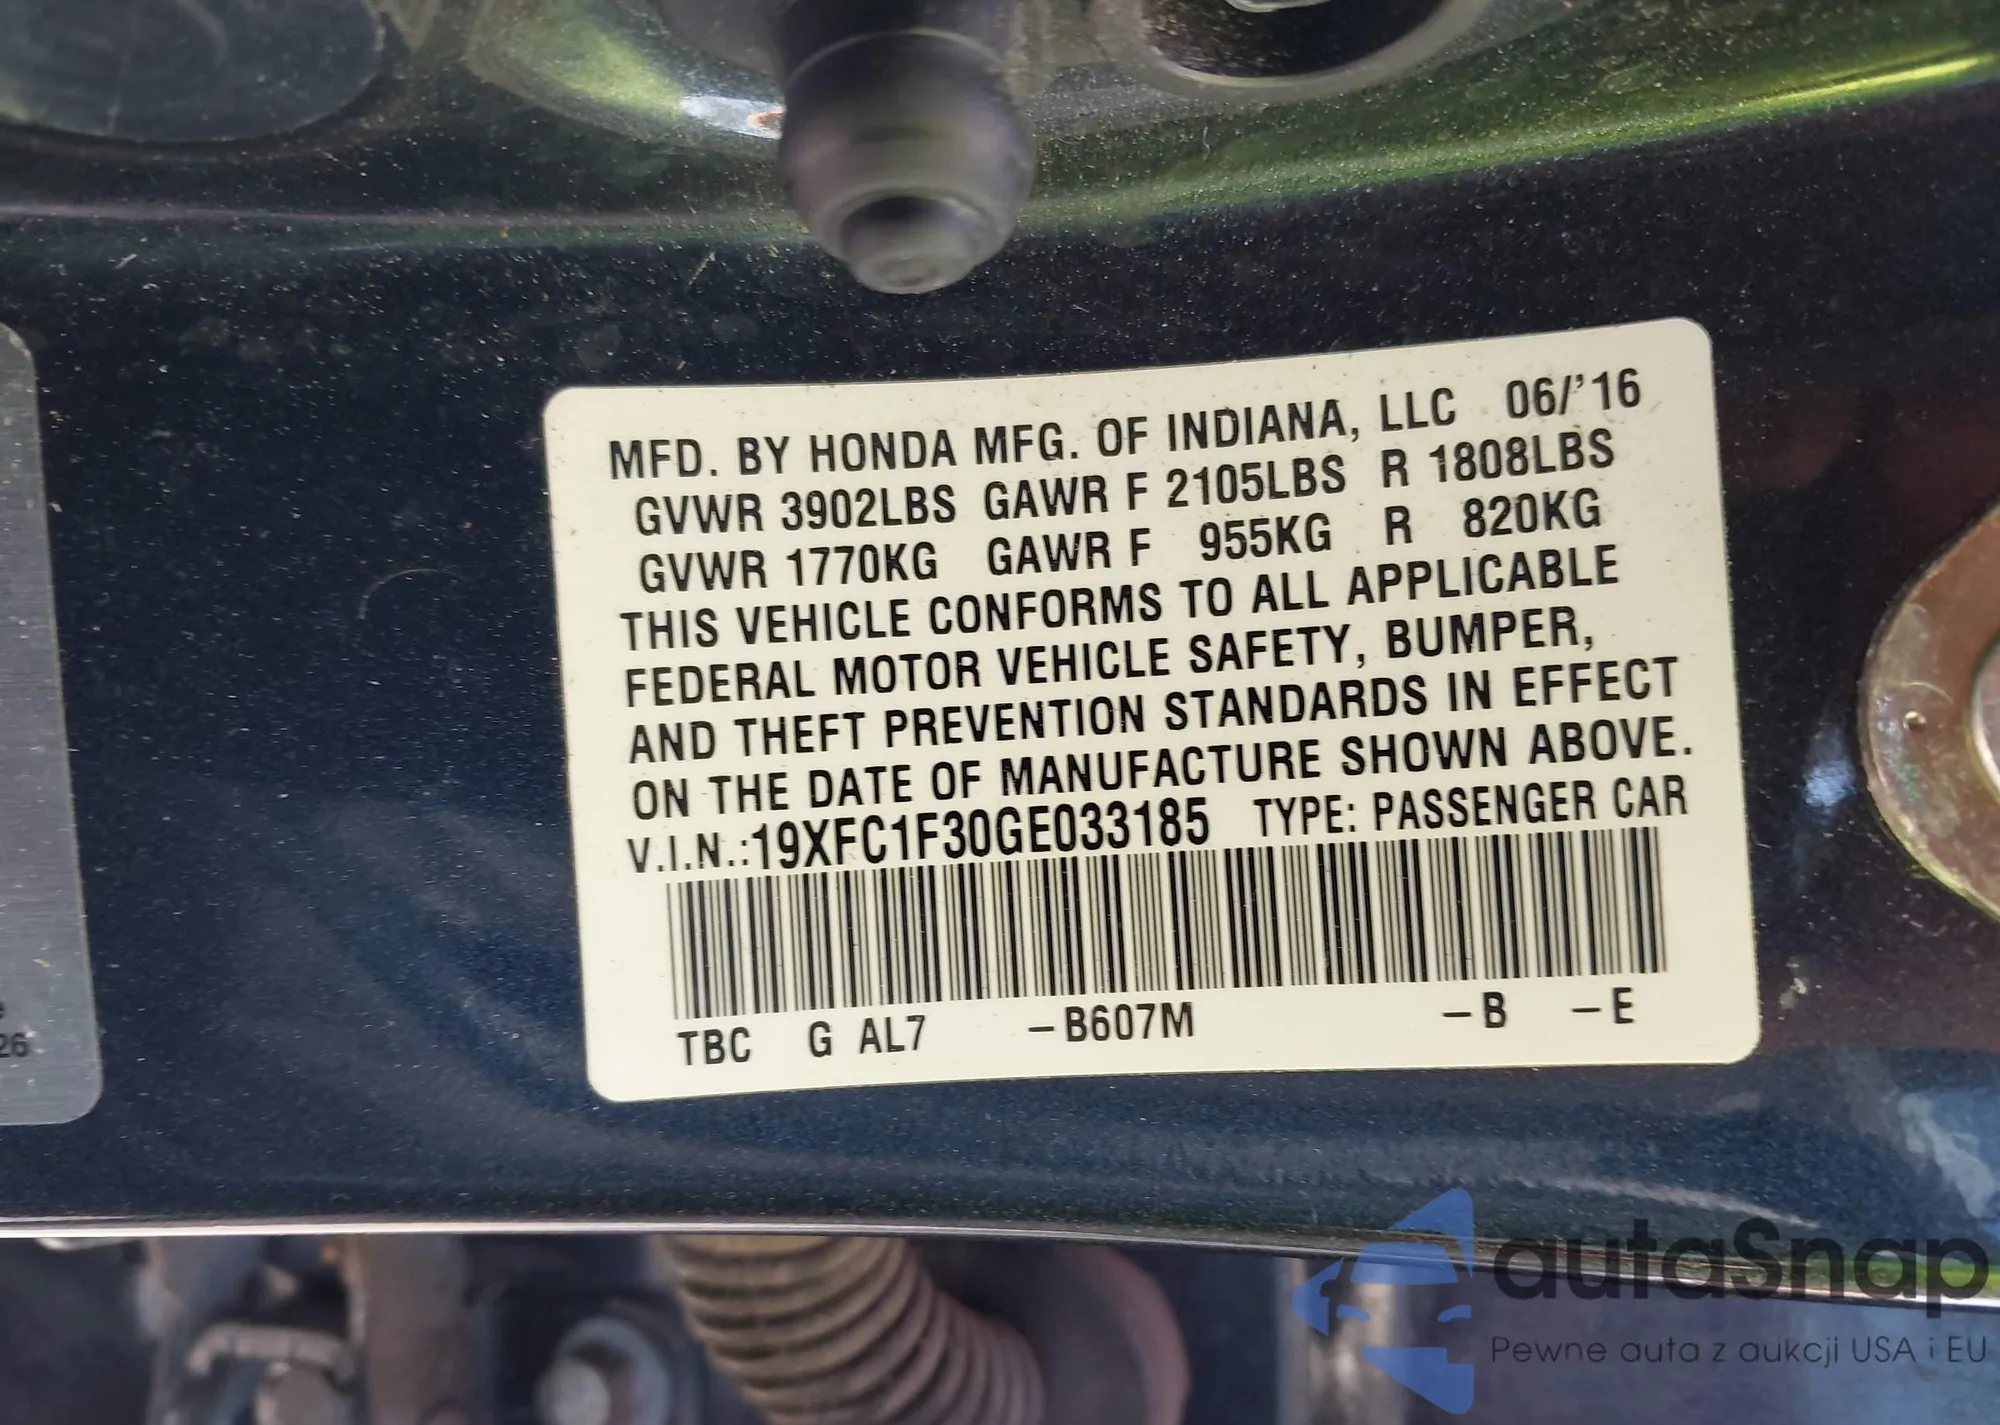 MFD. BY HONDA MFG. OF INDIANA, LLC 06/'16
GVWR 3902LBS GAWR F 2105LBS R 1808LBS
GVWR 1770KG GAWR F 955KG R 820KG
THIS VEHICLE CONFORMS TO ALL APPLICABLE
FEDERAL MOTOR VEHICLE SAFETY, BUMPER,
AND THEFT PREVENTION STANDARDS IN EFFECT
ON THE DATE OF MANUFACTURE SHOWN ABOVE.
V.I.N.:19XFC1F30GE033185 TYPE: PASSENGER CAR
TBC G AL7 -B607M -B -E
26
autaSnap
Pewne auta z aukcji USA i EU